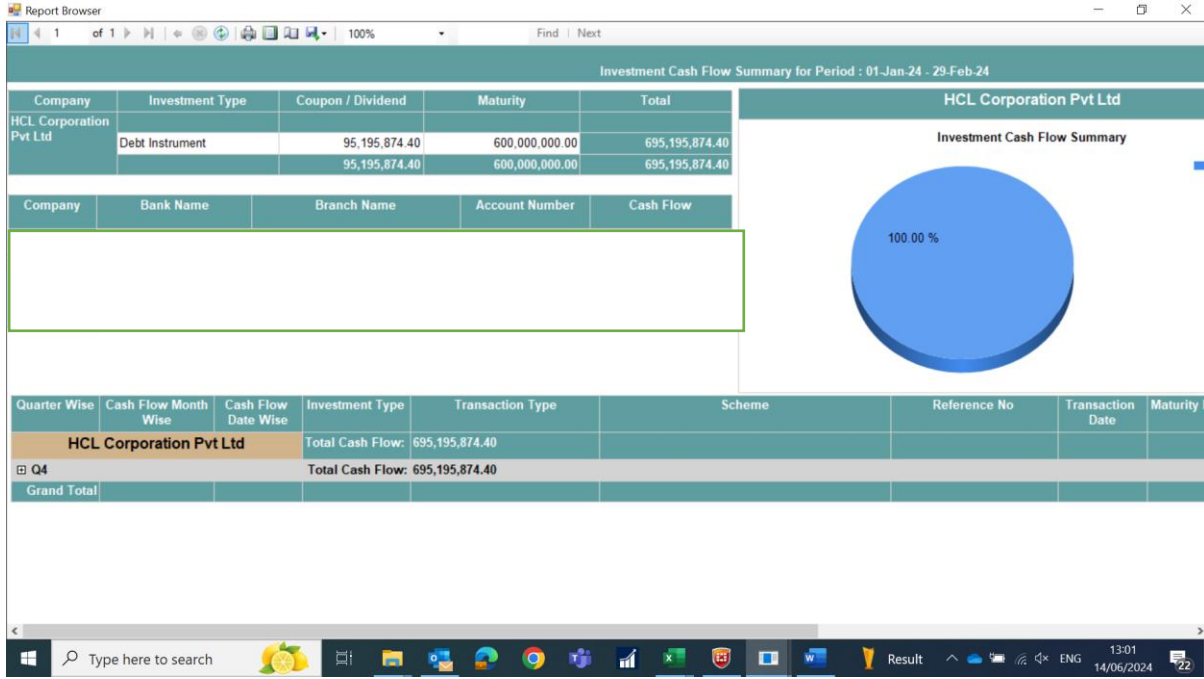 Report Browser
1 of 1 100% Find Next
Investment Cash Flow Summary for Period : 01-Jan-24 - 29-Feb-24
Company Investment Type Coupon / Dividend Maturity Total
HCL Corporation Pvt Ltd
Debt Instrument 95,195,874.40 600,000,000.00 695,195,874.40
95,195,874.40 600,000,000.00 695,195,874.40
HCL Corporation Pvt Ltd
Investment Cash Flow Summary
100.00 %
Company Bank Name Branch Name Account Number Cash Flow
Quarter Wise Cash Flow Month Wise Cash Flow Date Wise Investment Type Transaction Type Scheme Reference No Transaction Date Maturity
HCL Corporation Pvt Ltd Total Cash Flow: 695,195,874.40
Q4 Total Cash Flow: 695,195,874.40
Grand Total
Type here to search Result ENG 13:01
14/06/2024 22